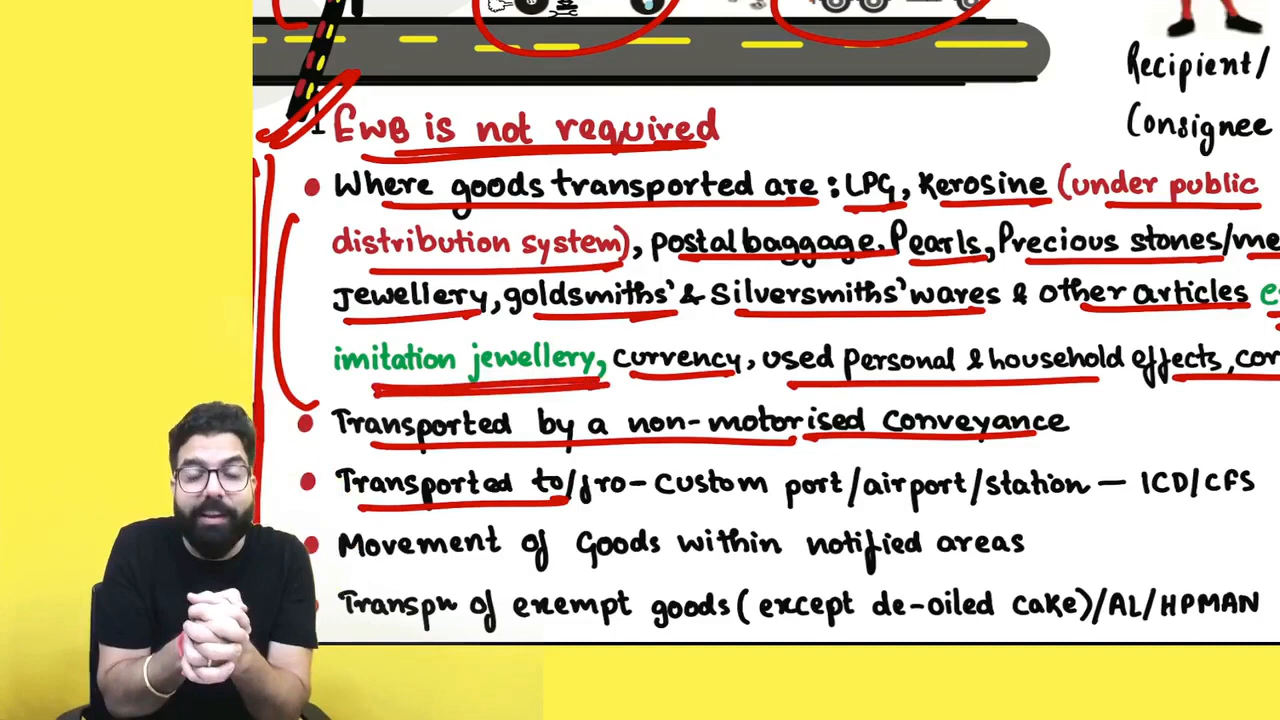 Recipient/
Consignee
EWB is not required
• Where goods transported are : LPG, Kerosine (under public
distribution system), postal baggage, Pearls, Precious stones/me
Jewellery, goldsmiths' & Silversmiths' wares & other articles e
imitation jewellery, currency, used personal & household effects, cor
• Transported by a non-motorised conveyance
• Transported to/fro- custom port/airport/station - ICD/CFS
• Movement of Goods within notified areas
• Transpn of exempt goods (except de-oiled cake)/AL/HPMAN